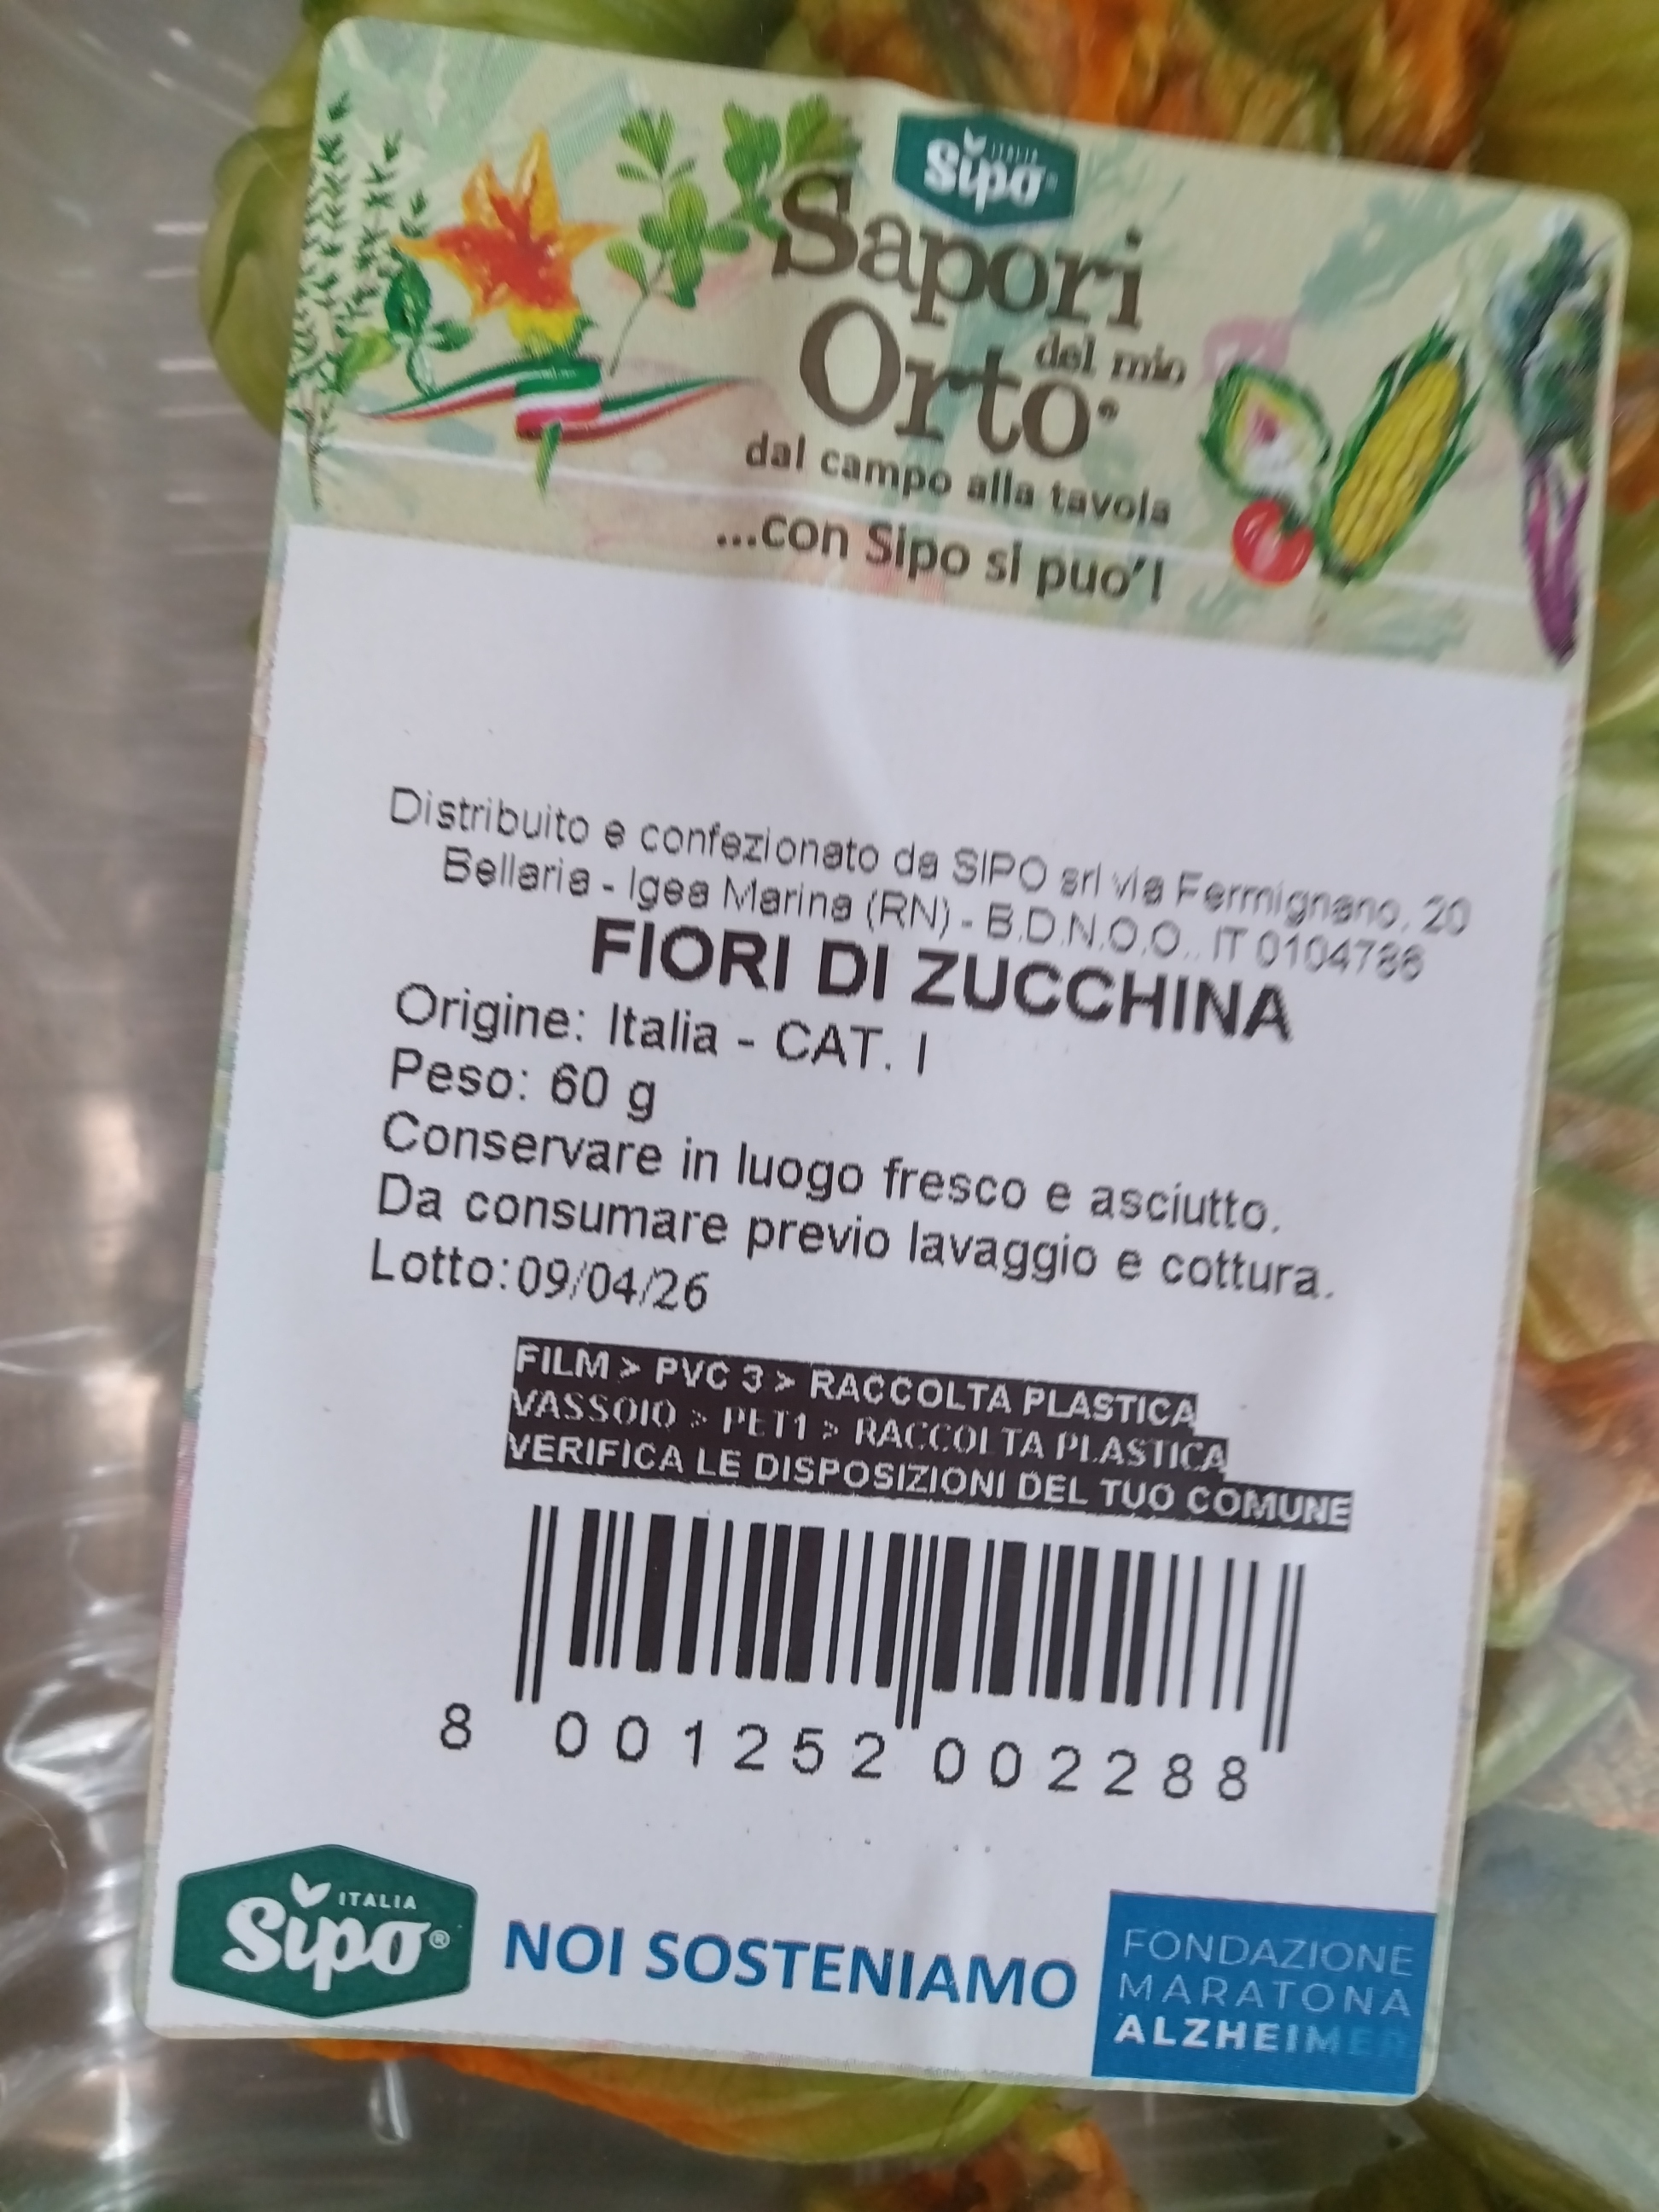 ITALIA
Sipo
Sapori
del mio
Orto®
dal campo alla tavola
...con Sipo si puo'!
Distribuito e confezionato da SIPO srl via Fermignano, 20
Bellaria - Igea Marina (RN) - B.D.N.O.O.. IT 0104786
FIORI DI ZUCCHINA
Origine: Italia - CAT. I
Peso: 60 g
Conservare in luogo fresco e asciutto.
Da consumare previo lavaggio e cottura.
Lotto:09/04/26
FILM > PVC 3 > RACCOLTA PLASTICA
VASSOIO > PET1 > RACCOLTA PLASTICA
VERIFICA LE DISPOSIZIONI DEL TUO COMUNE
8 001252 002288
ITALIA
Sipo®
NOI SOSTENIAMO
FONDAZIONE
MARATONA
ALZHEIMER